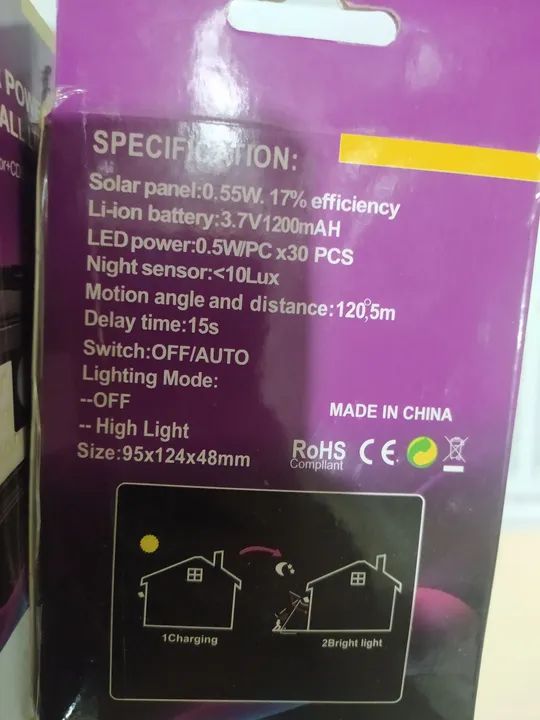 SPECIFICATION:
Solar panel:0.55W. 17% efficiency
Li-ion battery:3.7V1200mAH
LED power:0.5W/PC x30 PCS
Night sensor:<10Lux
Motion angle and distance:120°,5m
Delay time:15s
Switch:OFF/AUTO
Lighting Mode:
--OFF
-- High Light
Size:95x124x48mm
MADE IN CHINA
RoHS
Compliant
CE
1Charging
2Bright light